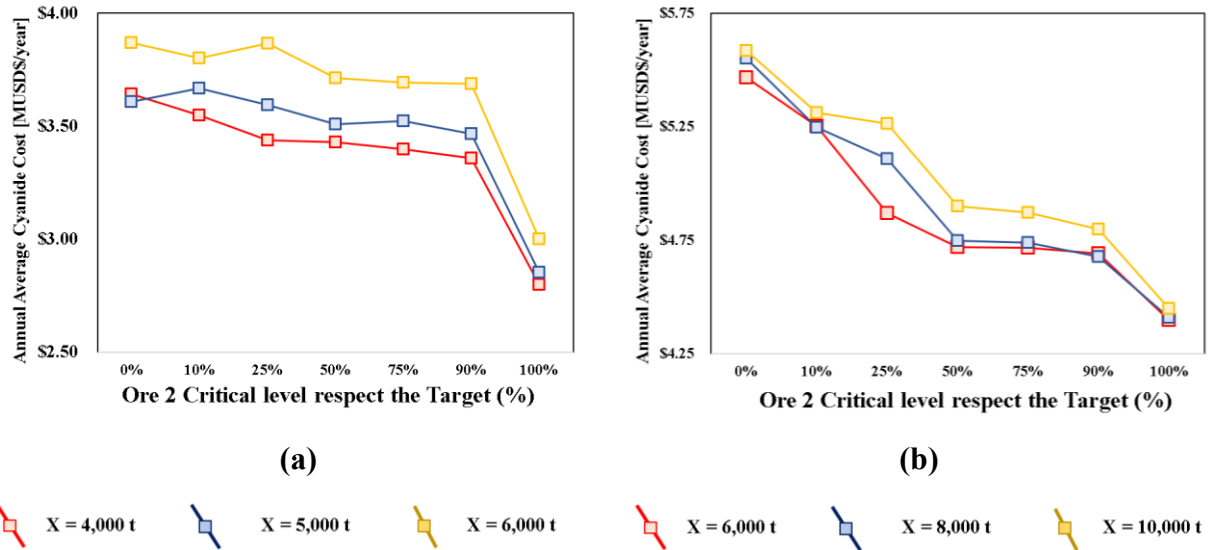 Annual Average Cyanide Cost [MUSD$/year]
$4.00
$3.50
$3.00
$2.50
0% 10% 25% 50% 75% 90% 100%
Ore 2 Critical level respect the Target (%)
(a)
X = 4,000 t X = 5,000 t X = 6,000 t
Annual Average Cyanide Cost [MUSD$/year]
$5.75
$5.25
$4.75
$4.25
0% 10% 25% 50% 75% 90% 100%
Ore 2 Critical level respect the Target (%)
(b)
X = 6,000 t X = 8,000 t X = 10,000 t